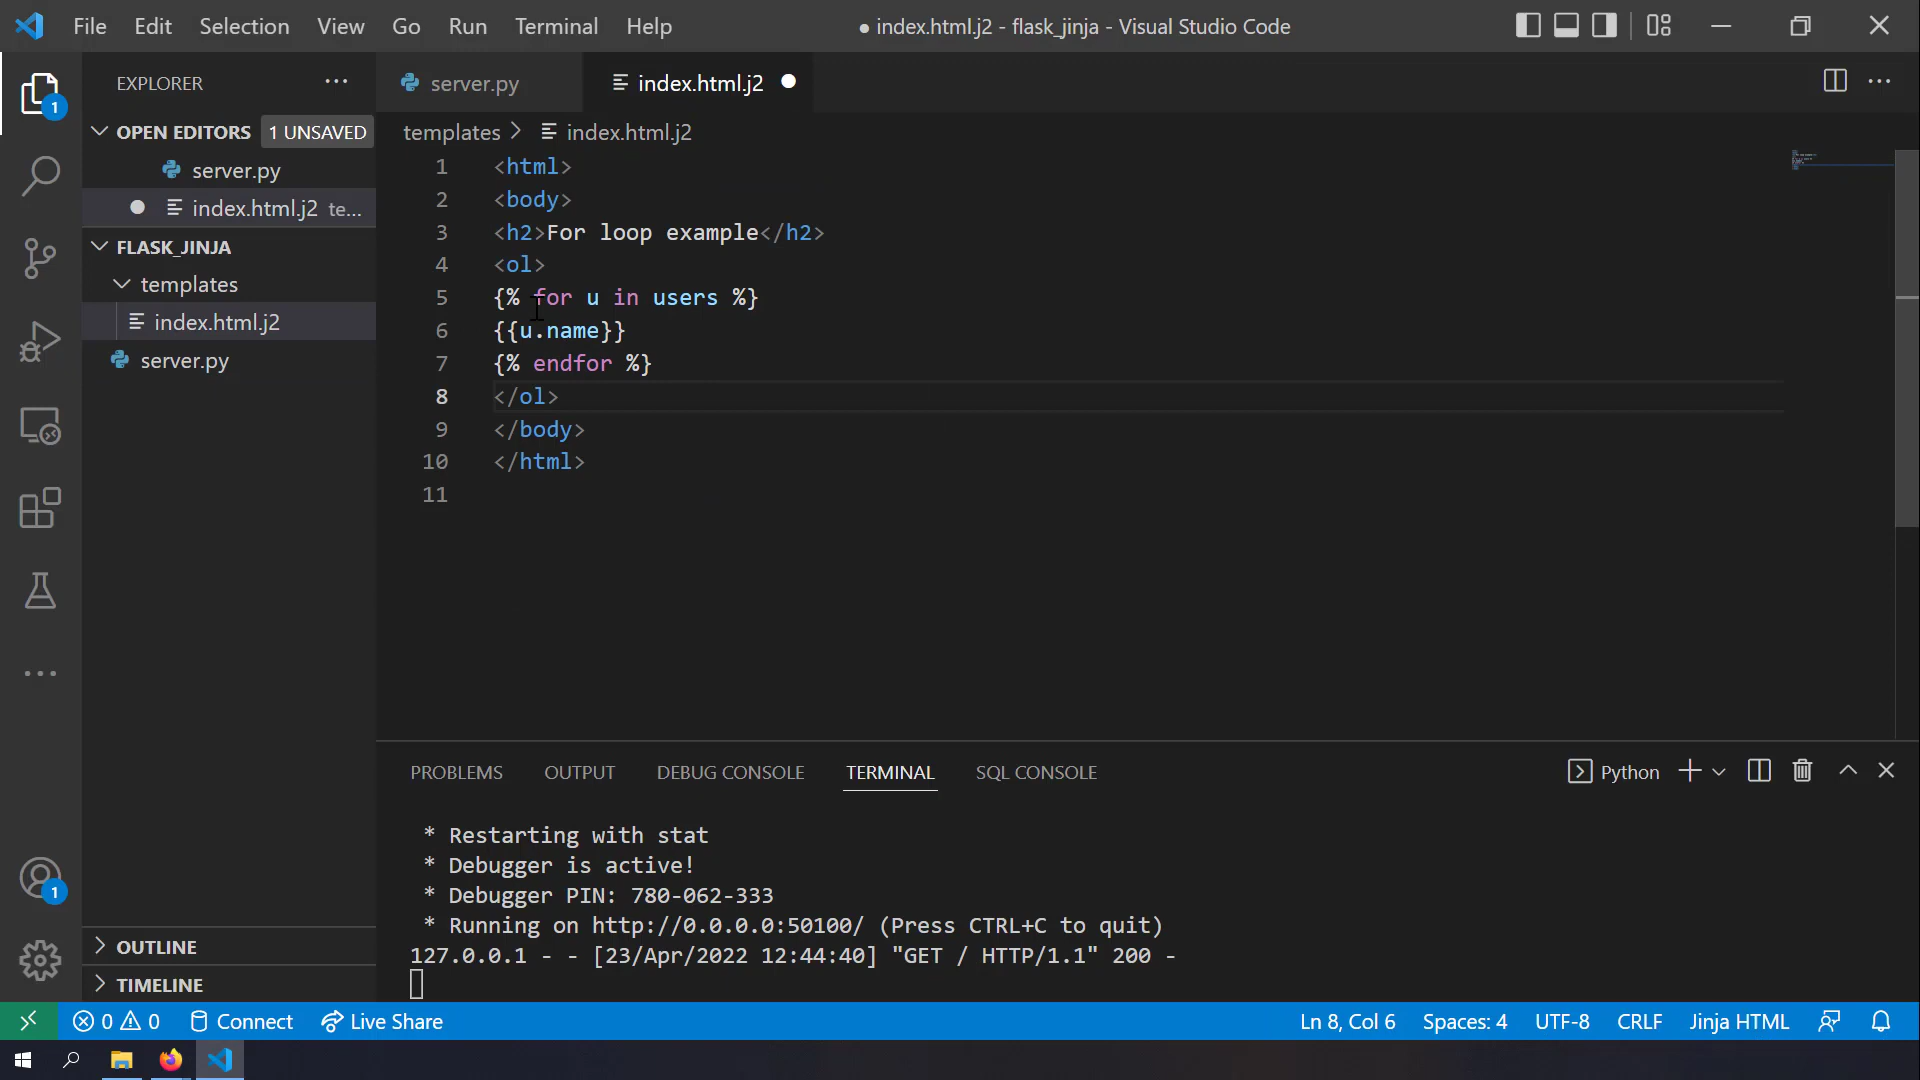 File Edit Selection View Go Run Terminal Help
● index.html.j2 - flask_jinja - Visual Studio Code
EXPLORER
OPEN EDITORS 1 UNSAVED
server.py
index.html.j2 te...
FLASK_JINJA
templates
index.html.j2
server.py
OUTLINE
TIMELINE
1
1
server.py index.html.j2
templates > index.html.j2
1 <html>
2 <body>
3 <h2>For loop example</h2>
4 <ol>
5 {% for u in users %}
6 {{u.name}}
7 {% endfor %}
8 </ol>
9 </body>
10 </html>
11
PROBLEMS OUTPUT DEBUG CONSOLE TERMINAL SQL CONSOLE
Python
* Restarting with stat
* Debugger is active!
* Debugger PIN: 780-062-333
* Running on http://0.0.0.0:50100/ (Press CTRL+C to quit)
127.0.0.1 - - [23/Apr/2022 12:44:40] "GET / HTTP/1.1" 200 -
0 0 Connect Live Share
Ln 8, Col 6 Spaces: 4 UTF-8 CRLF Jinja HTML